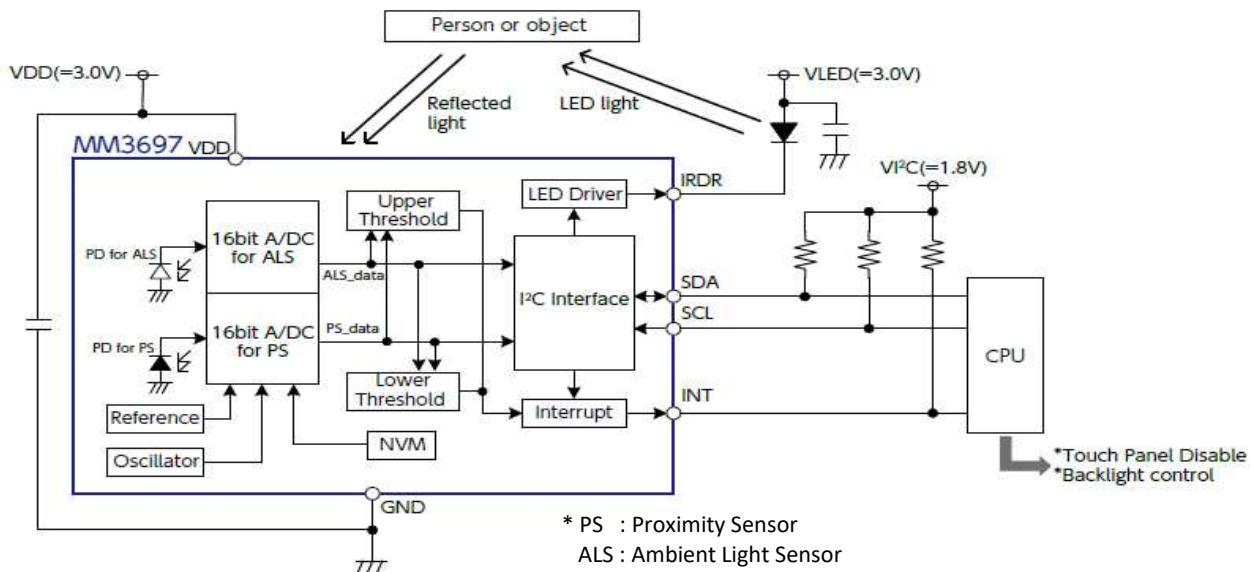 Person or object
VDD(=3.0V)
VLED(=3.0V)
Reflected
light
LED light
MM3697
VDD
VI²C(=1.8V)
IRDR
LED Driver
Upper
Threshold
16bit A/DC
for ALS
PD for ALS
ALS_data
I²C Interface
SDA
SCL
16bit A/DC
for PS
PS_data
PD for PS
CPU
Lower
Threshold
INT
Reference
Interrupt
NVM
Oscillator
*Touch Panel Disable
*Backlight control
GND
* PS : Proximity Sensor
ALS : Ambient Light Sensor